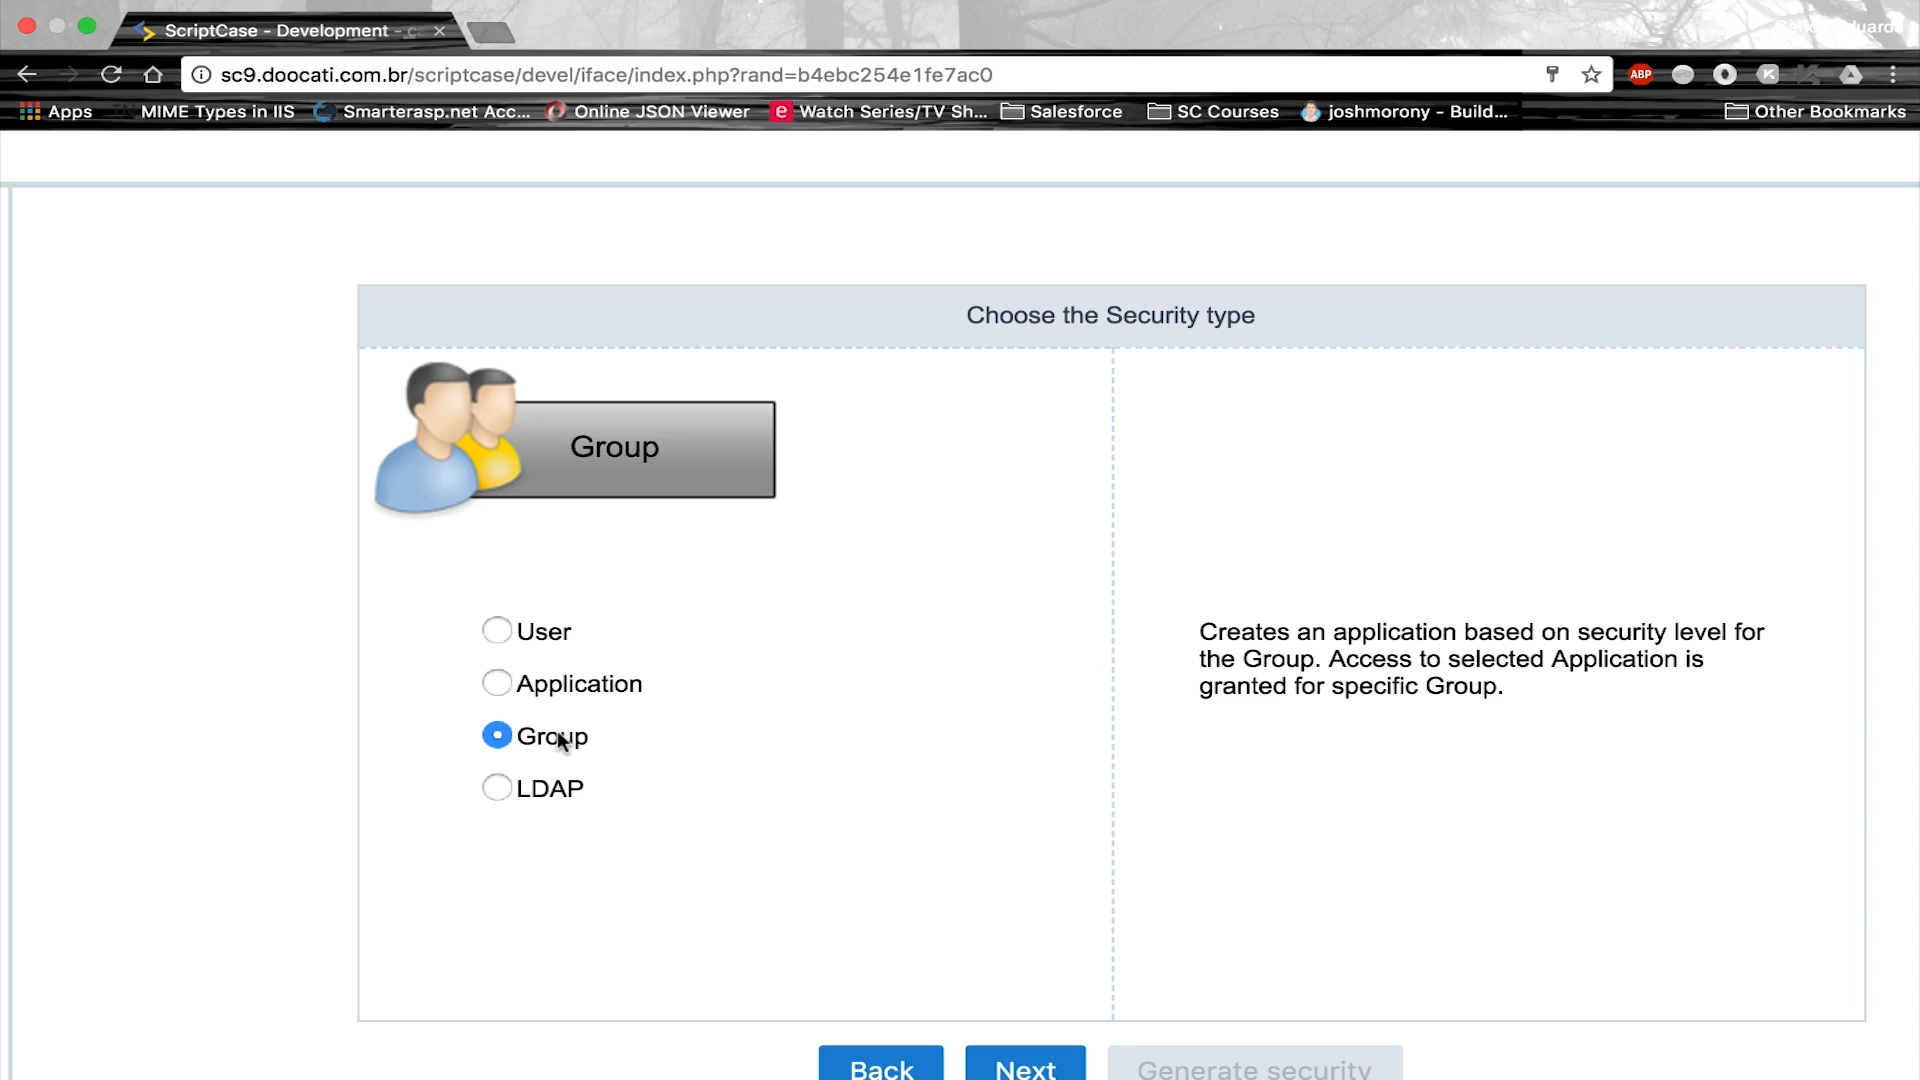 ScriptCase - Development - c
sc9.doocati.com.br/scriptcase/devel/iface/index.php?rand=b4ebc254e1fe7ac0
ABP
Apps
MIME Types in IIS
Smarterasp.net Acc...
Online JSON Viewer
Watch Series/TV Sh...
Salesforce
SC Courses
joshmorony - Build...
Other Bookmarks
Choose the Security type
Group
User
Application
Group
LDAP
Creates an application based on security level for
the Group. Access to selected Application is
granted for specific Group.
Back
Next
Generate security